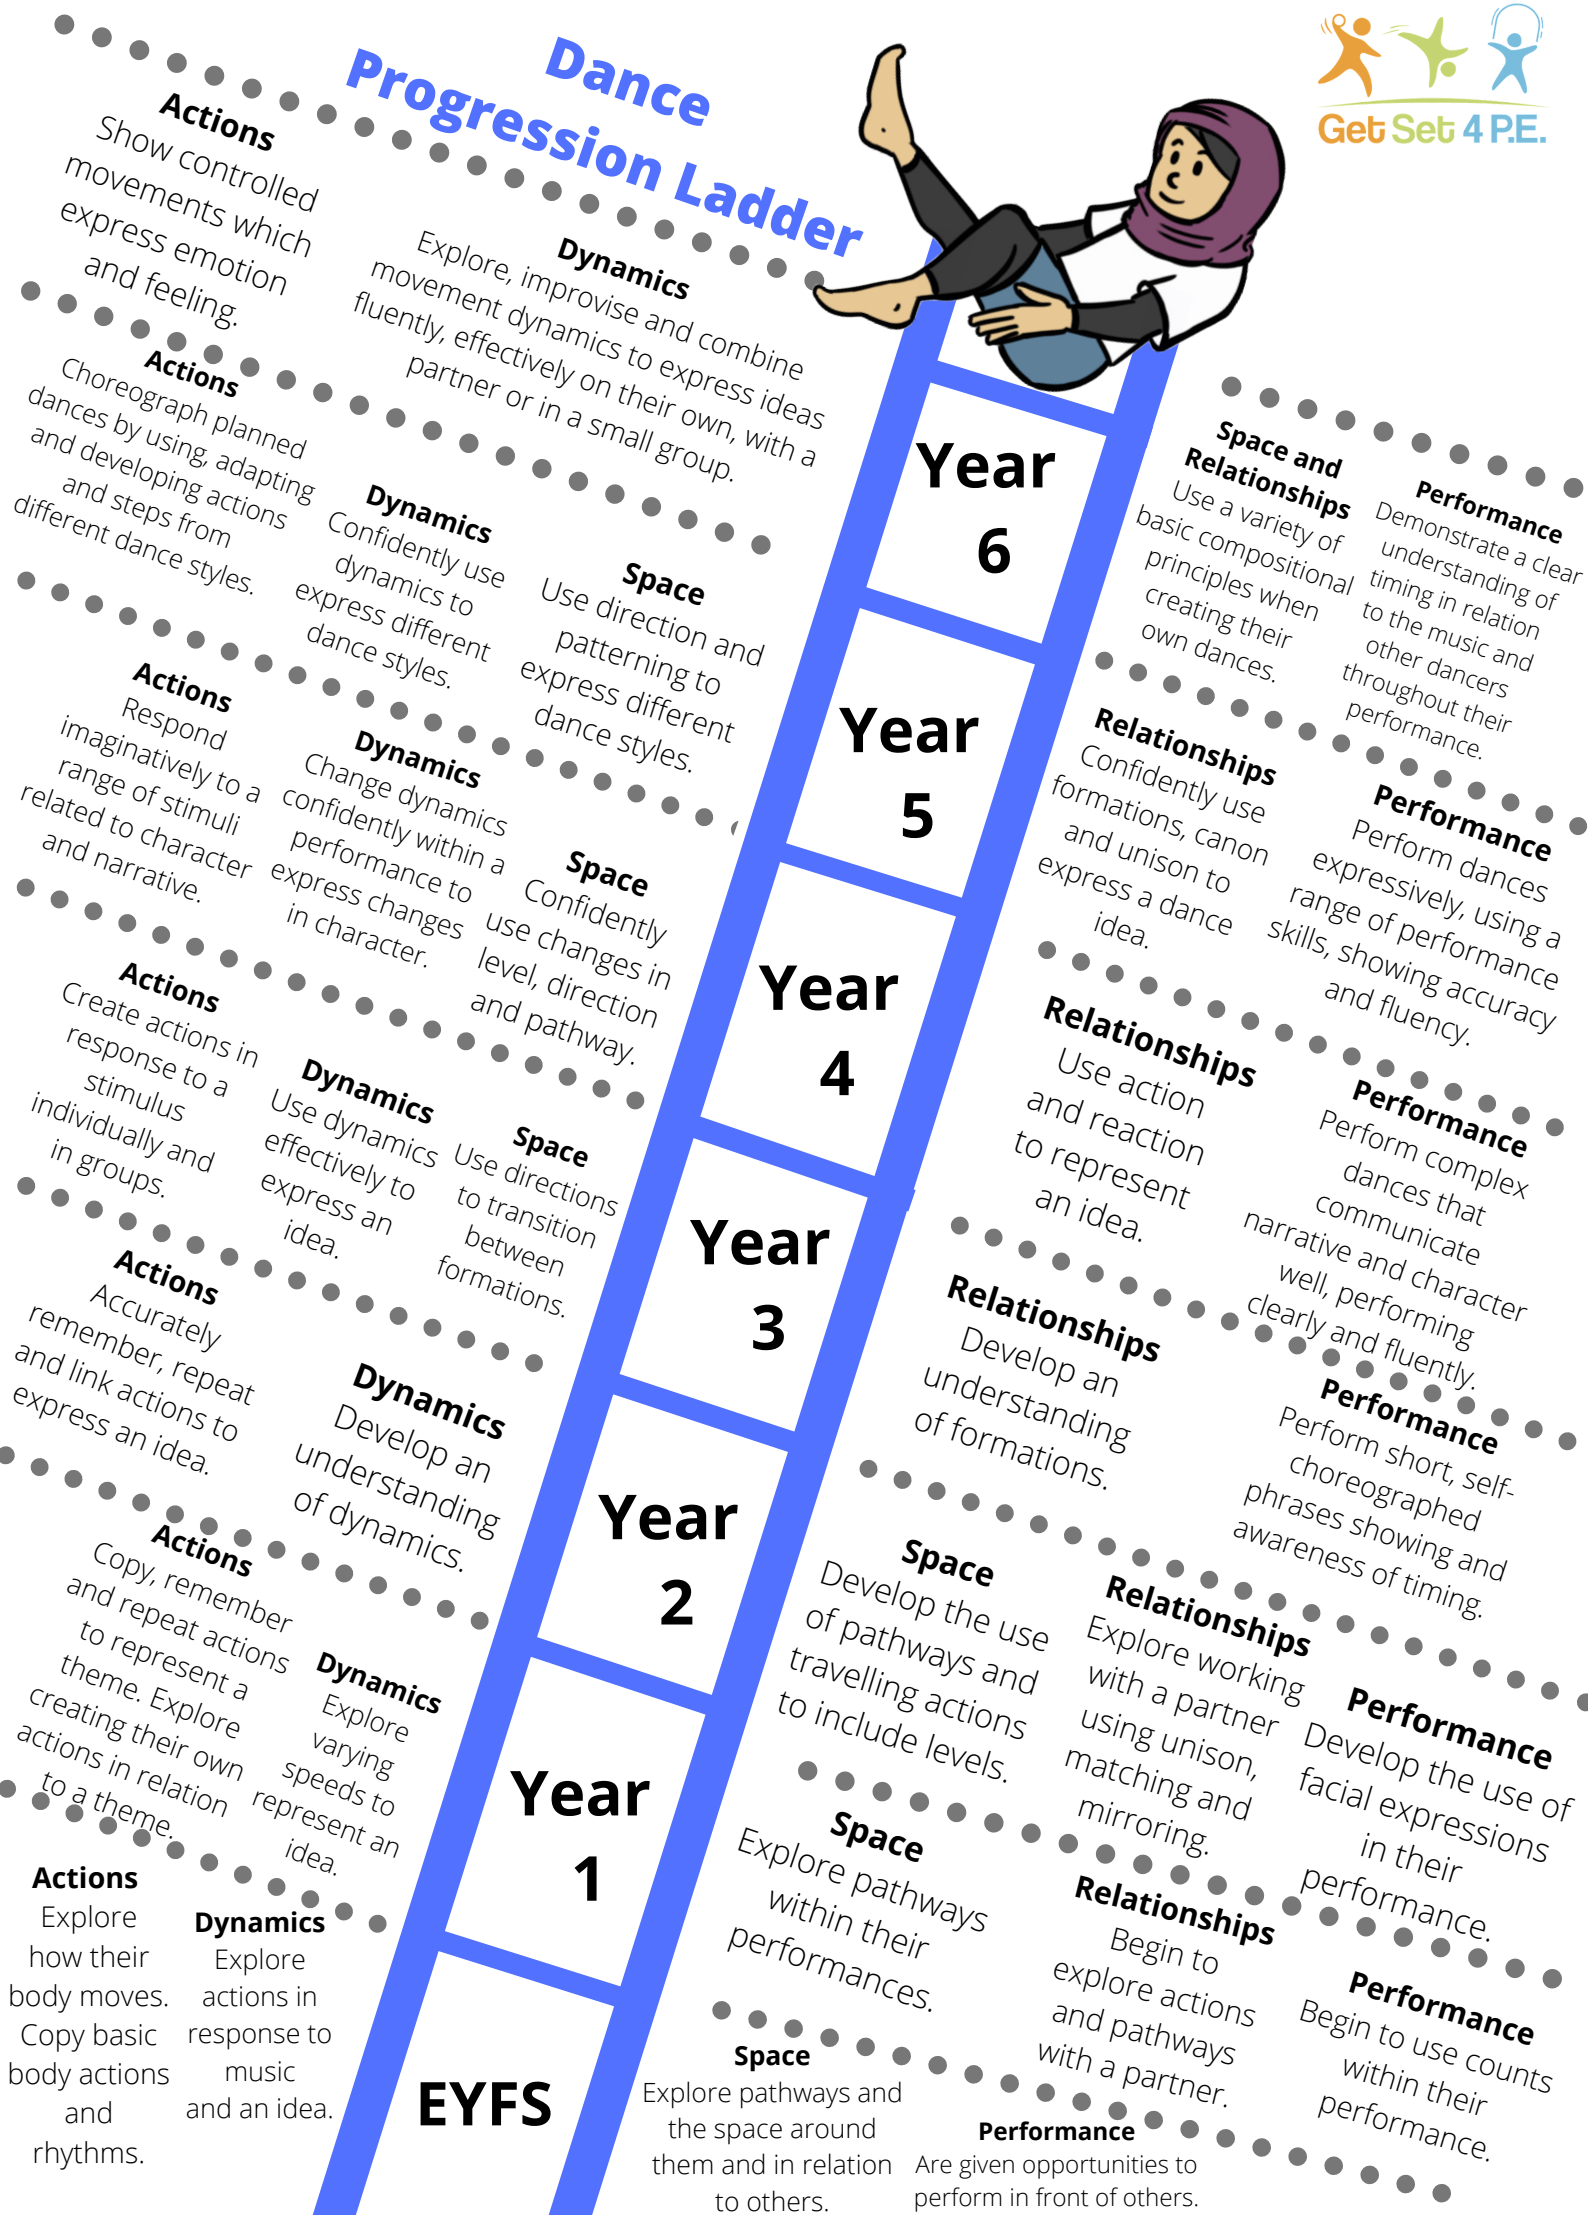 Dance
Progression Ladder
Get Set 4 P.E.
Actions
Show controlled
movements which
express emotion
and feeling.
Dynamics
Explore, improvise and combine
movement dynamics to express ideas
fluently, effectively on their own, with a
partner or in a small group.
Year
6
Space and
Relationships
Use a variety of
basic compositional
principles when
creating their
own dances.
Performance
Demonstrate a clear
understanding of
timing in relation
to the music and
other dancers
throughout their
performance.
Actions
Choreograph planned
dances by using, adapting
and developing actions
and steps from
different dance styles.
Dynamics
Confidently use
dynamics to
express different
dance styles.
Space
Use direction and
patterning to
express different
dance styles.
Year
5
Relationships
Confidently use
formations, canon
and unison to
express a dance
idea.
Performance
Perform dances
expressively, using a
range of performance
skills, showing accuracy
and fluency.
Actions
Respond
imaginatively to a
range of stimuli
related to character
and narrative.
Dynamics
Change dynamics
confidently within a
performance to
express changes
in character.
Space
Confidently
use changes in
level, direction
and pathway.
Year
4
Relationships
Use action
and reaction
to represent
an idea.
Performance
Perform complex
dances that
communicate
narrative and character
well, performing
clearly and fluently.
Actions
Create actions in
response to a
stimulus
individually and
in groups.
Dynamics
Use dynamics
effectively to
express an
idea.
Space
Use directions
to transition
between
formations.
Year
3
Relationships
Develop an
understanding
of formations.
Performance
Perform short, self-
choreographed
phrases showing and
awareness of timing.
Actions
Accurately
remember, repeat
and link actions to
express an idea.
Dynamics
Develop an
understanding
of dynamics.
Year
2
Space
Develop the use
of pathways and
travelling actions
to include levels.
Relationships
Explore working
with a partner
using unison,
matching and
mirroring.
Performance
Develop the use of
facial expressions
in their
performance.
Actions
Copy, remember
and repeat actions
to represent a
theme. Explore
creating their own
actions in relation
to a theme.
Dynamics
Explore
varying
speeds to
represent an
idea.
Year
1
Space
Explore pathways
within their
performances.
Relationships
Begin to
explore actions
and pathways
with a partner.
Performance
Begin to use counts
within their
performance.
Actions
Explore
how their
body moves.
Copy basic
body actions
and
rhythms.
Dynamics
Explore
actions in
response to
music
and an idea.
EYFS
Space
Explore pathways and
the space around
them and in relation
to others.
Performance
Are given opportunities to
perform in front of others.